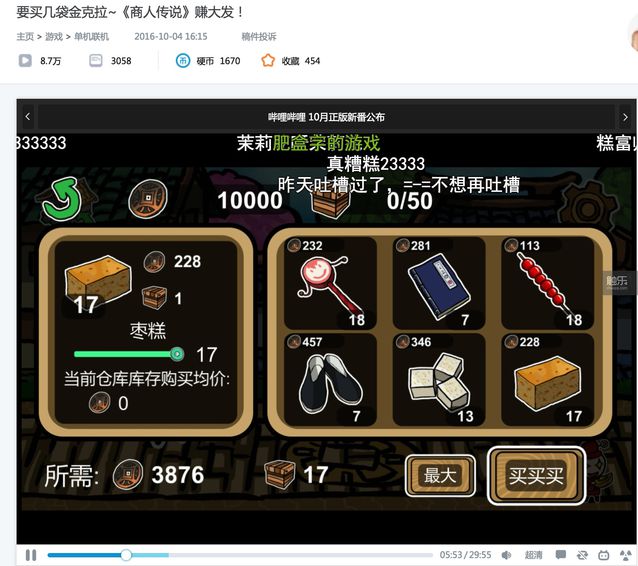 要买几袋金克拉~《商人传说》赚大发！
主页 > 游戏 > 单机联机 2016-10-04 16:15 稿件投诉
8.7万 3058 硬币 1670 收藏 454
哔哩哔哩 10月正版新番公布
333333 茉莉 肥盒荣韵游戏 糕富
真糟糕23333
昨天吐槽过了，=-=不想再吐槽
10000 0/50
232 281 113
228
17 1
18 7 18
枣糕
17
457 346 228
当前仓库库存购买均价:
0
7 13 17
所需: 3876 17 最大 买买买
触乐
05:53 / 29:55 超清